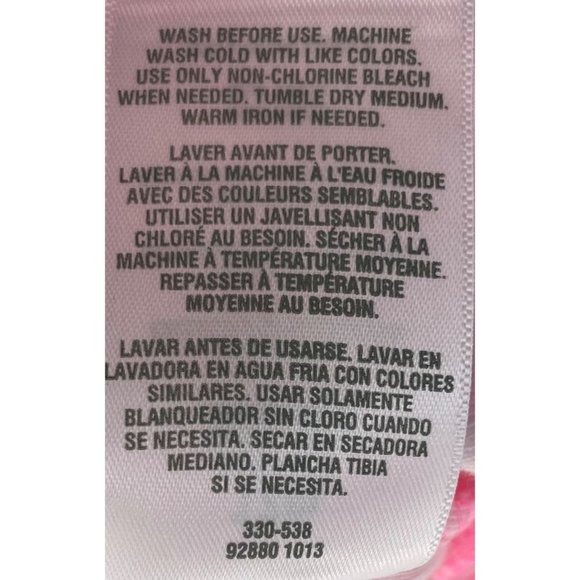 WASH BEFORE USE. MACHINE
WASH COLD WITH LIKE COLORS.
USE ONLY NON-CHLORINE BLEACH
WHEN NEEDED. TUMBLE DRY MEDIUM.
WARM IRON IF NEEDED.
LAVER AVANT DE PORTER.
LAVER À LA MACHINE À L'EAU FROIDE
AVEC DES COULEURS SEMBLABLES.
UTILISER UN JAVELLISANT NON
CHLORÉ AU BESOIN. SÉCHER À LA
MACHINE À TEMPÉRATURE MOYENNE.
REPASSER À TEMPÉRATURE
MOYENNE AU BESOIN.
LAVAR ANTES DE USARSE. LAVAR EN
LAVADORA EN AGUA FRIA CON COLORES
SIMILARES. USAR SOLAMENTE
BLANQUEADOR SIN CLORO CUANDO
SE NECESITA. SECAR EN SECADORA
MEDIANO. PLANCHA TIBIA
SI SE NECESITA.
330-538
92880 1013